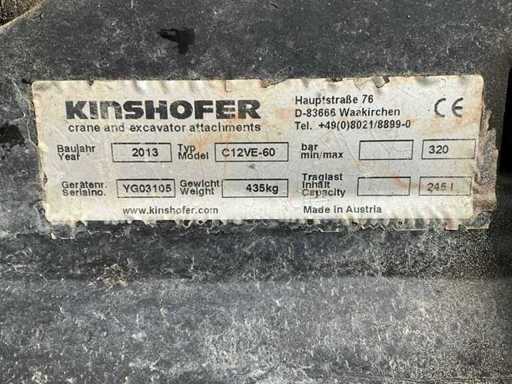 KINSHOFER
crane and excavator attachments
Hauptstraße 76
D-83666 Waakirchen
Tel. +49(0)8021/8899-0
CE
Baujahr
Year
2013
Typ
Model
C12VE-60
bar
min/max
320
Gerätenr.
Serialno.
YG03105
Gewicht
Weight
435kg
Traglast
Inhalt
Capacity
245 l
www.kinshofer.com
Made in Austria